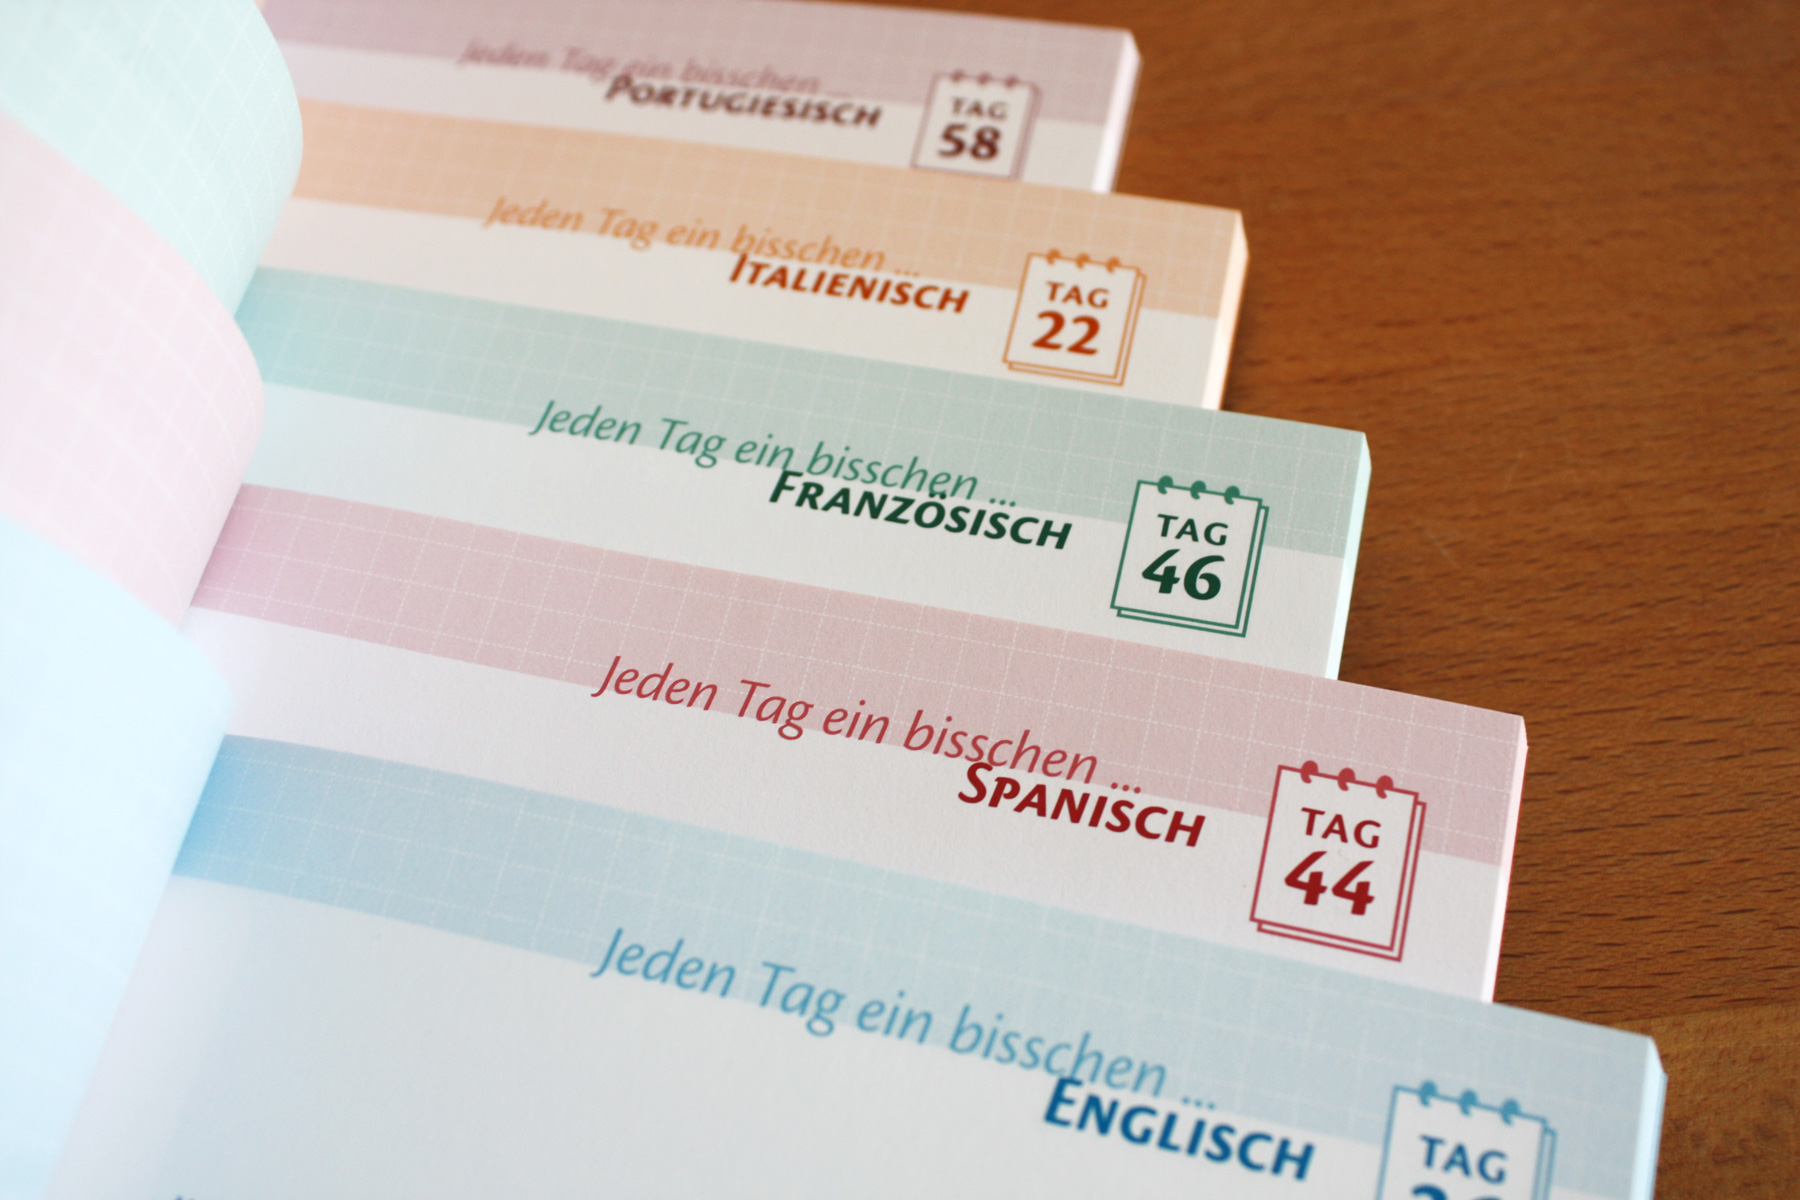 Jeden Tag ein bisschen ...
PORTUGIESISCH
TAG
58
Jeden Tag ein bisschen ...
ITALIENISCH
TAG
22
Jeden Tag ein bisschen ...
FRANZÖSISCH
TAG
46
Jeden Tag ein bisschen ...
SPANISCH
TAG
44
Jeden Tag ein bisschen ...
ENGLISCH
TAG